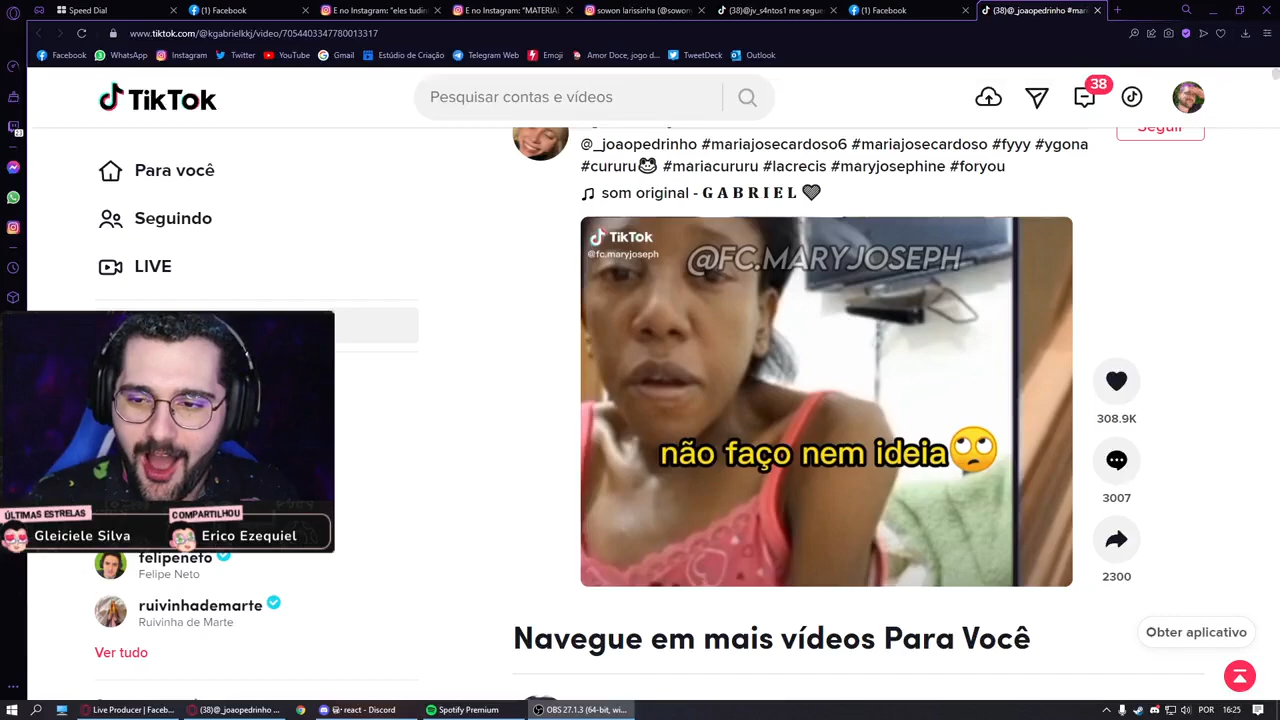 (1) Facebook
E no Instagram: "eles tudin
E no Instagram: "MATERIAL
sowon larissinha (@sowom
(38)@jv_s4ntos1 me segue
(2) Facebook
(38)@_joaopedrinho #mar
www.tiktok.com/@kgabrielkkj/video/7054403347780013317
Facebook
WhatsApp
Instagram
Twitter
YouTube
Gmail
Estúdio de Criação
Telegram Web
Emoji
Amor Doce, jogo d...
TweetDeck
Outlook
TikTok
Pesquisar contas e vídeos
38
Para você
Seguindo
LIVE
Seguir
@_joaopedrinho #mariajosecardoso6 #mariajosecardoso #fyyy #ygona
#cururu🐸 #mariacururu #lacrecis #maryjosephine #foryou
som original - 𝐆 𝐀 𝐁 𝐑 𝐈 𝐄 𝐋
TikTok
@fc.maryjoseph
@FC.MARYJOSEPH
não faço nem ideia🙄
308.9K
3007
2300
ÚLTIMAS ESTRELAS
Gleiciele Silva
COMPARTILHOU
Erico Ezequiel
felipeneto
Felipe Neto
ruivinhademarte
Ruivinha de Marte
Ver tudo
Navegue em mais vídeos Para Você
Obter aplicativo
Live Producer | Faceb...
(38)@_joaopedrinho ...
react - Discord
Spotify Premium
OBS 27.1.3 (64-bit, wi...
POR
16:25